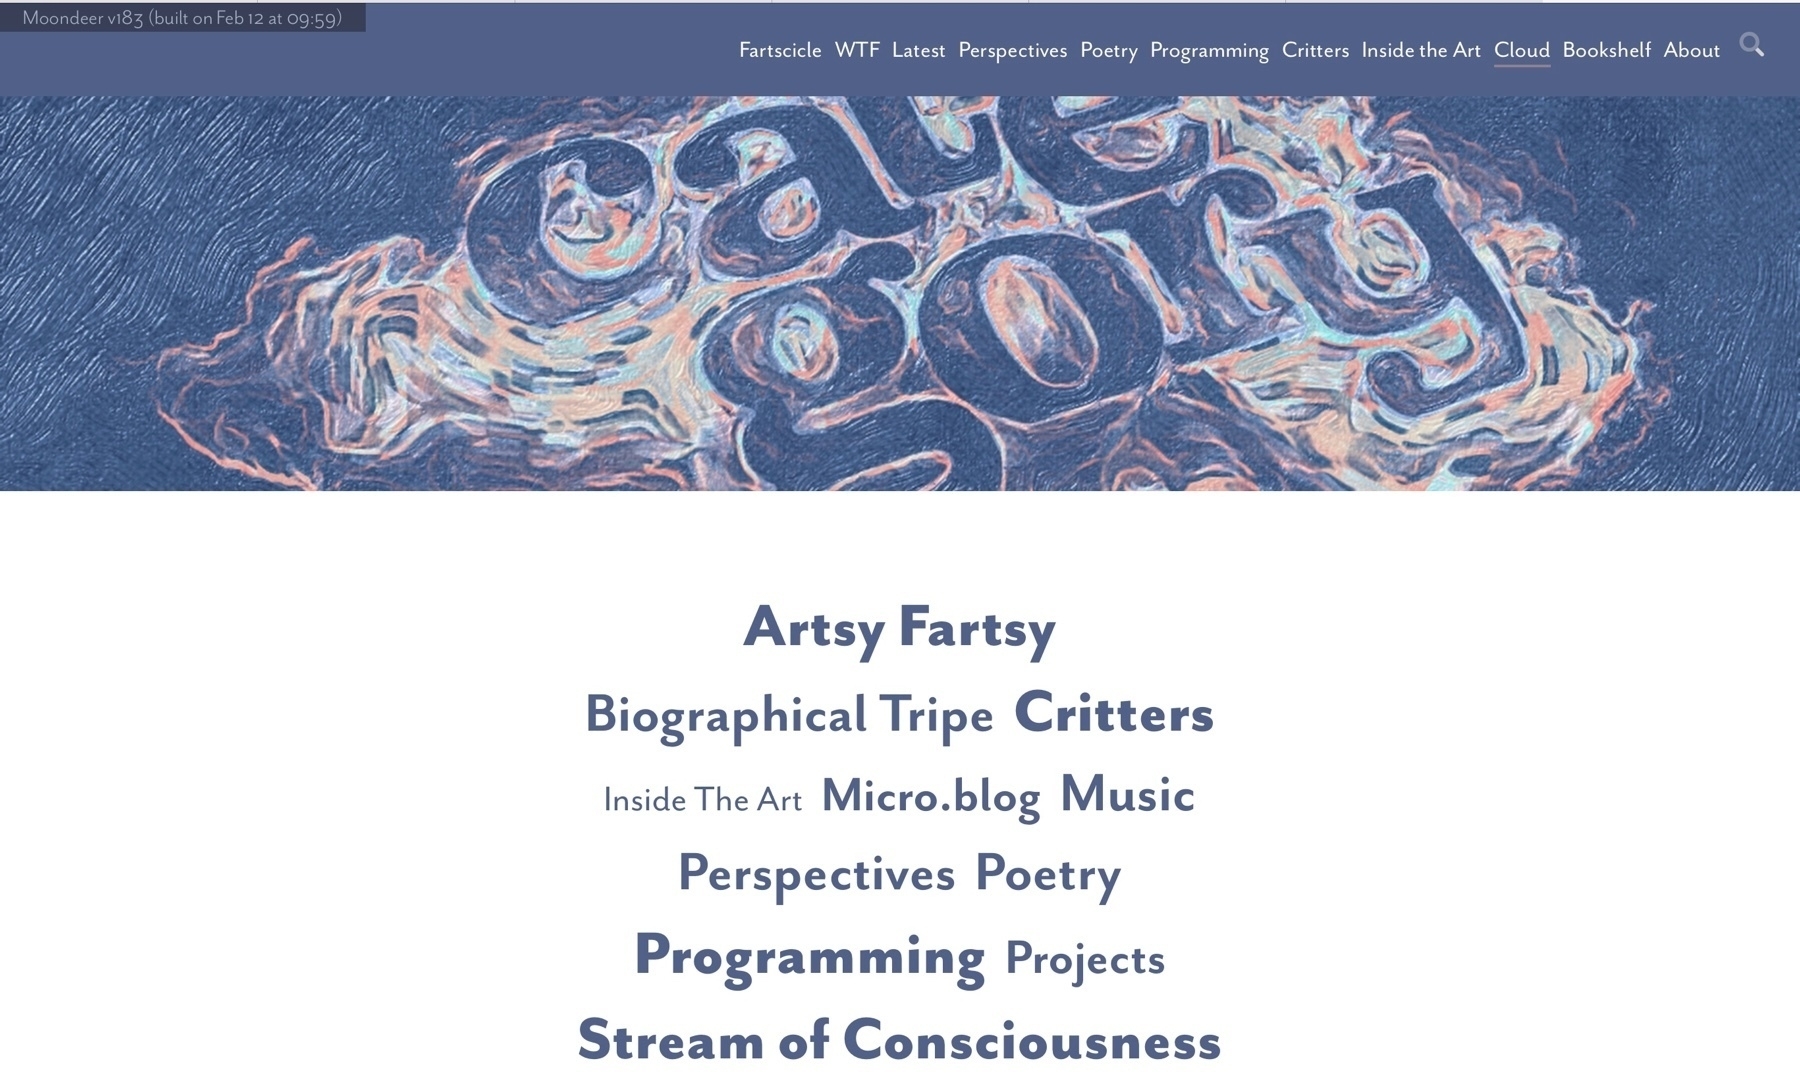 Moondeer v183 (built on Feb 12 at 09:59)
Fartscicle WTF Latest Perspectives Poetry Programming Critters Inside the Art Cloud Bookshelf About
cate
gory
Artsy Fartsy
Biographical Tripe Critters
Inside The Art Micro.blog Music
Perspectives Poetry
Programming Projects
Stream of Consciousness